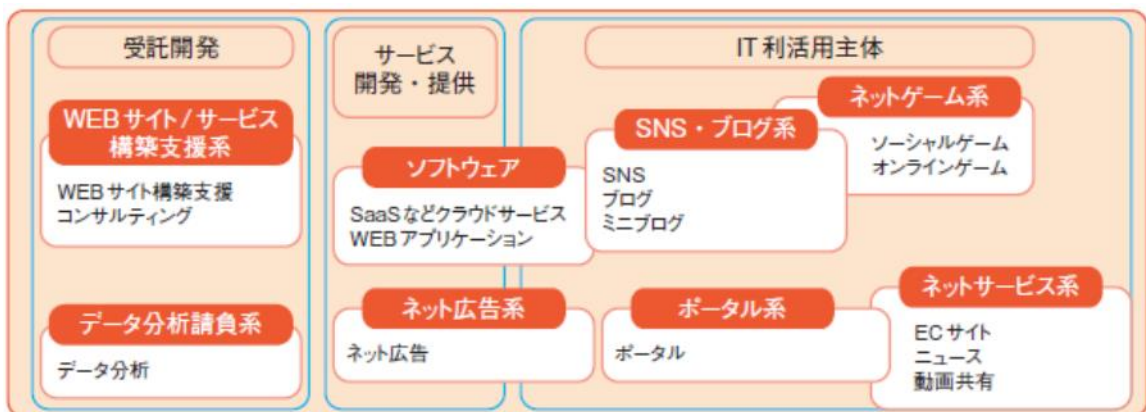 受託開発
WEBサイト/サービス
構築支援系
WEBサイト構築支援
コンサルティング
データ分析請負系
データ分析
サービス
開発・提供
ソフトウェア
SaaSなどクラウドサービス
WEBアプリケーション
ネット広告系
ネット広告
IT利活用主体
SNS・ブログ系
SNS
ブログ
ミニブログ
ネットゲーム系
ソーシャルゲーム
オンラインゲーム
ポータル系
ポータル
ネットサービス系
ECサイト
ニュース
動画共有